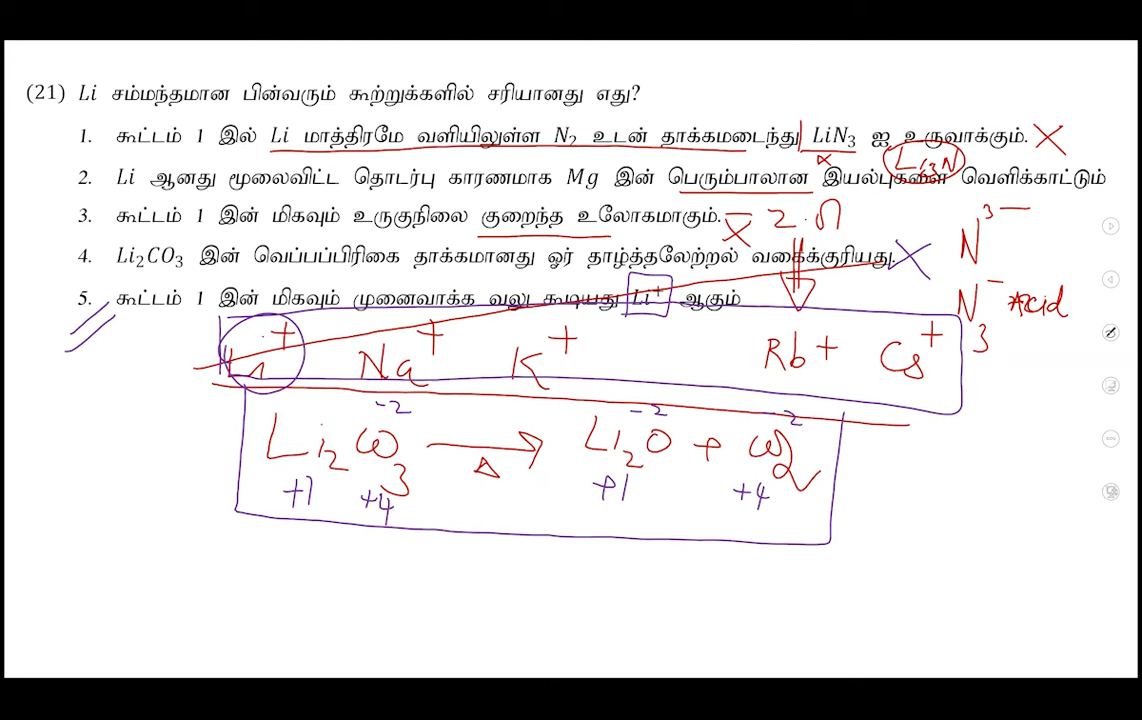 (21) Li சம்மந்தமான பின்வரும் கூற்றுக்களில் சரியானது எது?
1. கூட்டம் 1 இல் Li மாத்திரமே வளியிலுள்ள N₂ உடன் தாக்கமடைந்து LiN₃ ஐ உருவாக்கும்.
Li₃N
2. Li ஆனது மூலைவிட்ட தொடர்பு காரணமாக Mg இன் பெரும்பாலான இயல்புகளை வெளிக்காட்டும்
3. கூட்டம் 1 இன் மிகவும் உருகுநிலை குறைந்த உலோகமாகும்.
N³⁻
4. Li₂CO₃ இன் வெப்பப்பிரிகை தாக்கமானது ஓர் தாழ்த்தலேற்றல் வகைக்குரியது.
5. கூட்டம் 1 இன் மிகவும் முனைவாக்க வலு கூடியது Li⁺ ஆகும்
N₃⁻ Acid
Li⁺ Na⁺ K⁺ Rb⁺ Cs⁺
-2 -2 -2
Li₂CO₃ → Li₂O + CO₂
Δ
+1 +4 +1 +4